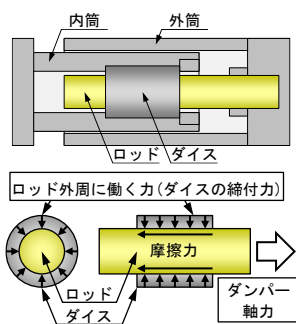 内筒 外筒
ロッド ダイス
ロッド外周に働く力(ダイスの締付力)
摩擦力
ロッド
ダイス
ダンパー
軸力